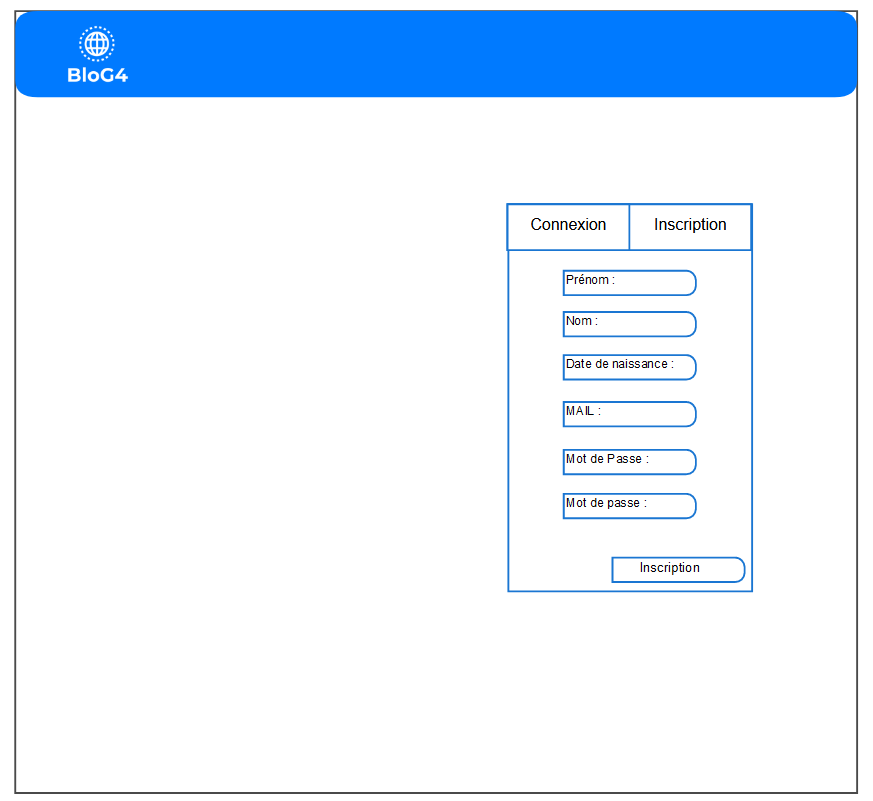 BloG4
Connexion
Inscription
Prénom :
Nom :
Date de naissance :
MAIL :
Mot de Passe :
Mot de passe :
Inscription